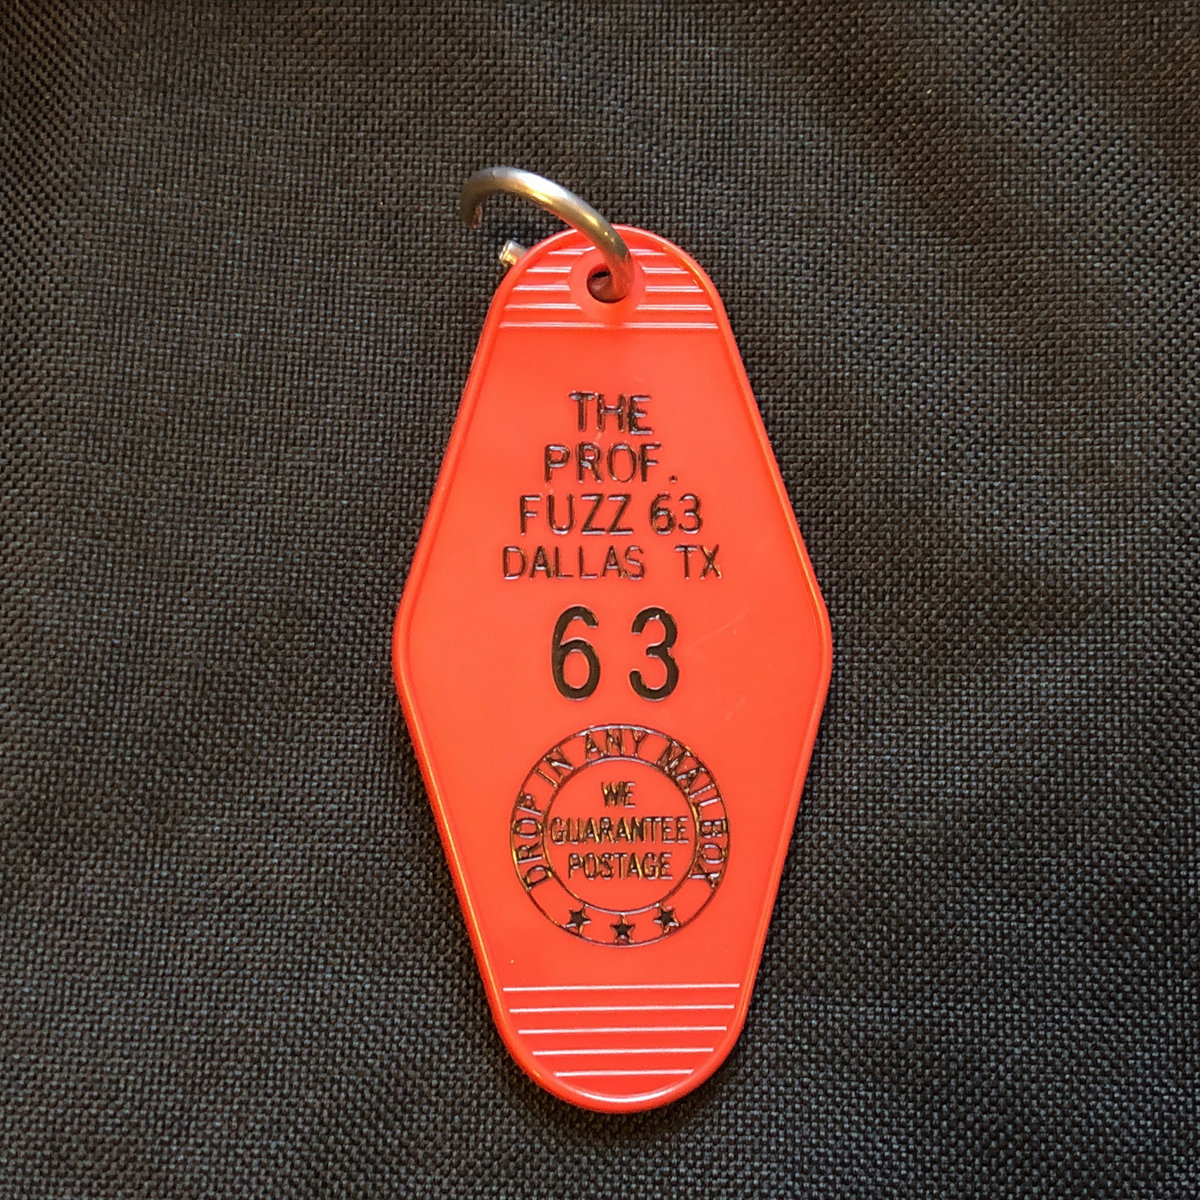 THE
PROF.
FUZZ 63
DALLAS TX
63
DROP IN ANY MAILBOX
WE
GUARANTEE
POSTAGE